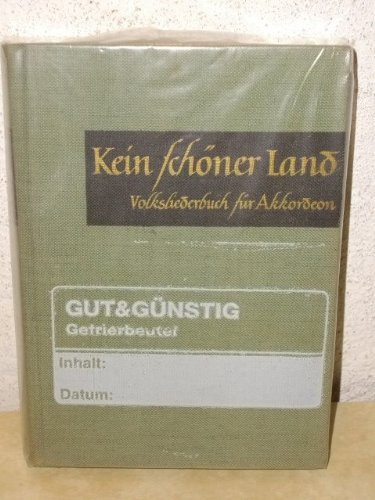 Kein schöner Land
Volksliederbuch für Akkordeon
GUT&GÜNSTIG
Gefrierbeutel
Inhalt:
Datum: